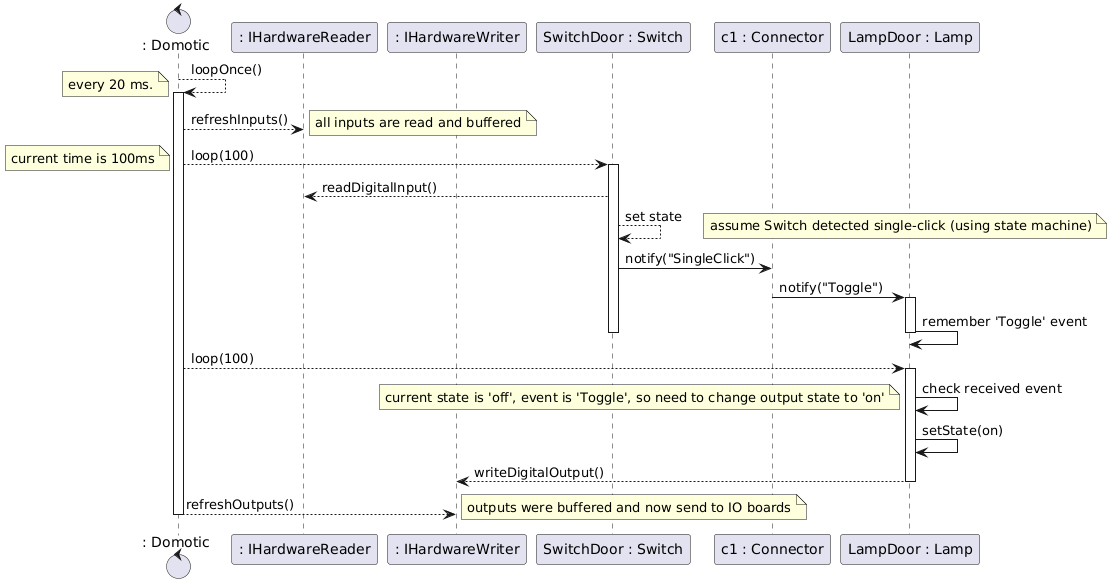 : Domotic
: IHardwareReader
: IHardwareWriter
SwitchDoor : Switch
c1 : Connector
LampDoor : Lamp
loopOnce()
every 20 ms.
refreshInputs()
all inputs are read and buffered
current time is 100ms
loop(100)
readDigitalInput()
set state
assume Switch detected single-click (using state machine)
notify("SingleClick")
notify("Toggle")
remember 'Toggle' event
loop(100)
check received event
current state is 'off', event is 'Toggle', so need to change output state to 'on'
setState(on)
writeDigitalOutput()
refreshOutputs()
outputs were buffered and now send to IO boards
: Domotic
: IHardwareReader
: IHardwareWriter
SwitchDoor : Switch
c1 : Connector
LampDoor : Lamp